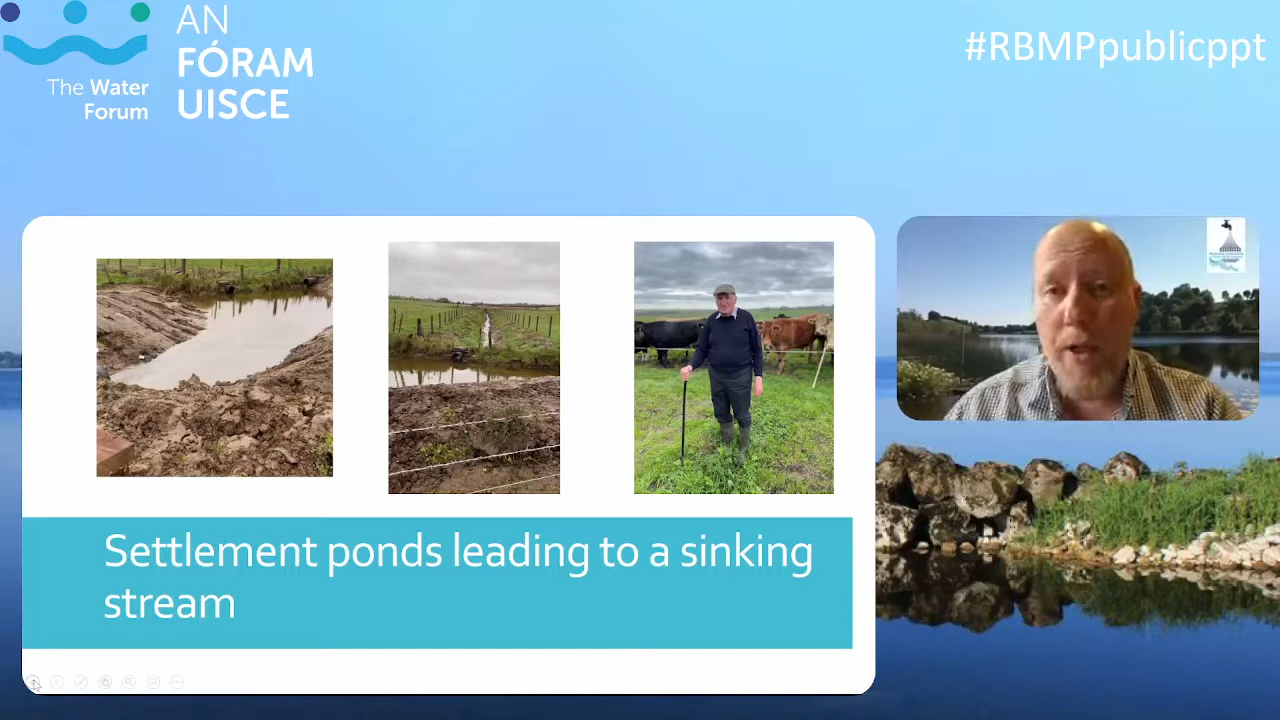 AN
FÓRAM
UISCE
The Water
Forum
#RBMPpublicppt
Settlement ponds leading to a sinking
stream